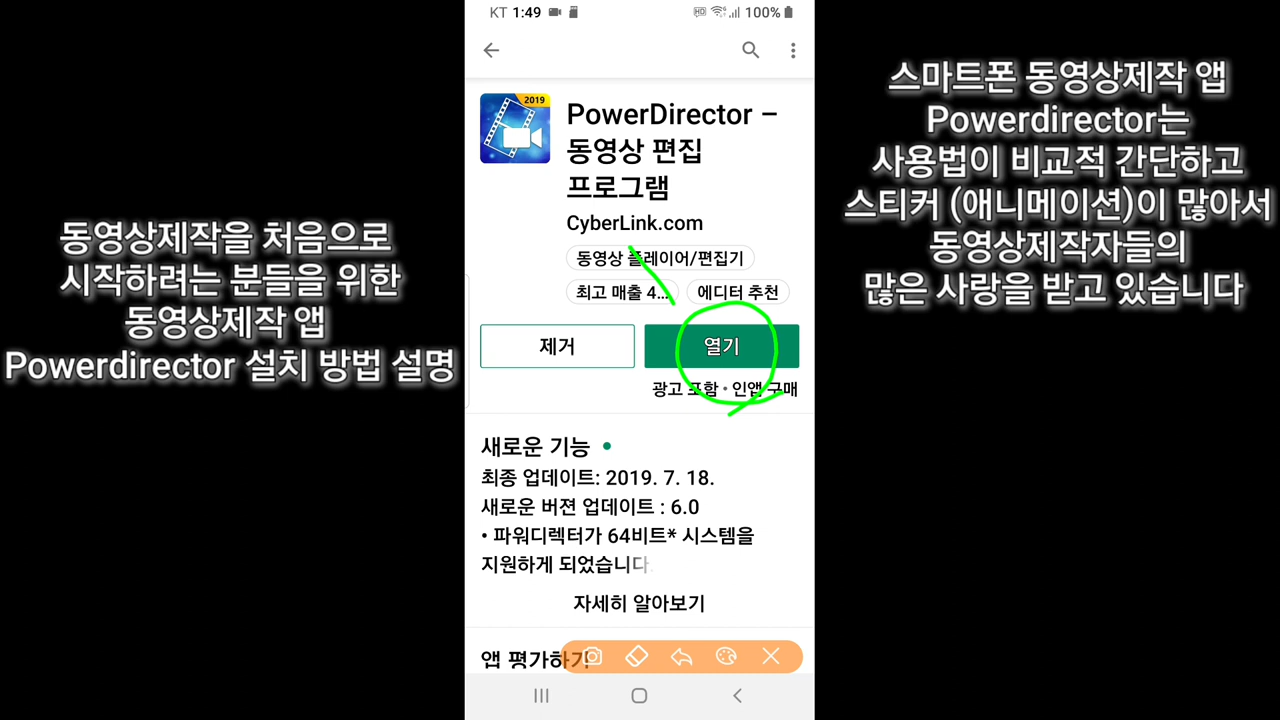 동영상제작을 처음으로
시작하려는 분들을 위한
동영상제작 앱
Powerdirector 설치 방법 설명
KT 1:49
HD
100%
2019
PowerDirector –
동영상 편집
프로그램
CyberLink.com
동영상 플레이어/편집기
최고 매출 4...
에디터 추천
제거
열기
광고 포함 • 인앱 구매
새로운 기능 •
최종 업데이트: 2019. 7. 18.
새로운 버젼 업데이트 : 6.0
• 파워디렉터가 64비트* 시스템을
지원하게 되었습니다.
자세히 알아보기
앱 평가하기
스마트폰 동영상제작 앱
Powerdirector는
사용법이 비교적 간단하고
스티커 (애니메이션)이 많아서
동영상제작자들의
많은 사랑을 받고 있습니다